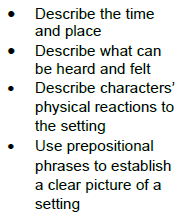 • Describe the time
and place
• Describe what can
be heard and felt
• Describe characters'
physical reactions to
the setting
• Use prepositional
phrases to establish
a clear picture of a
setting